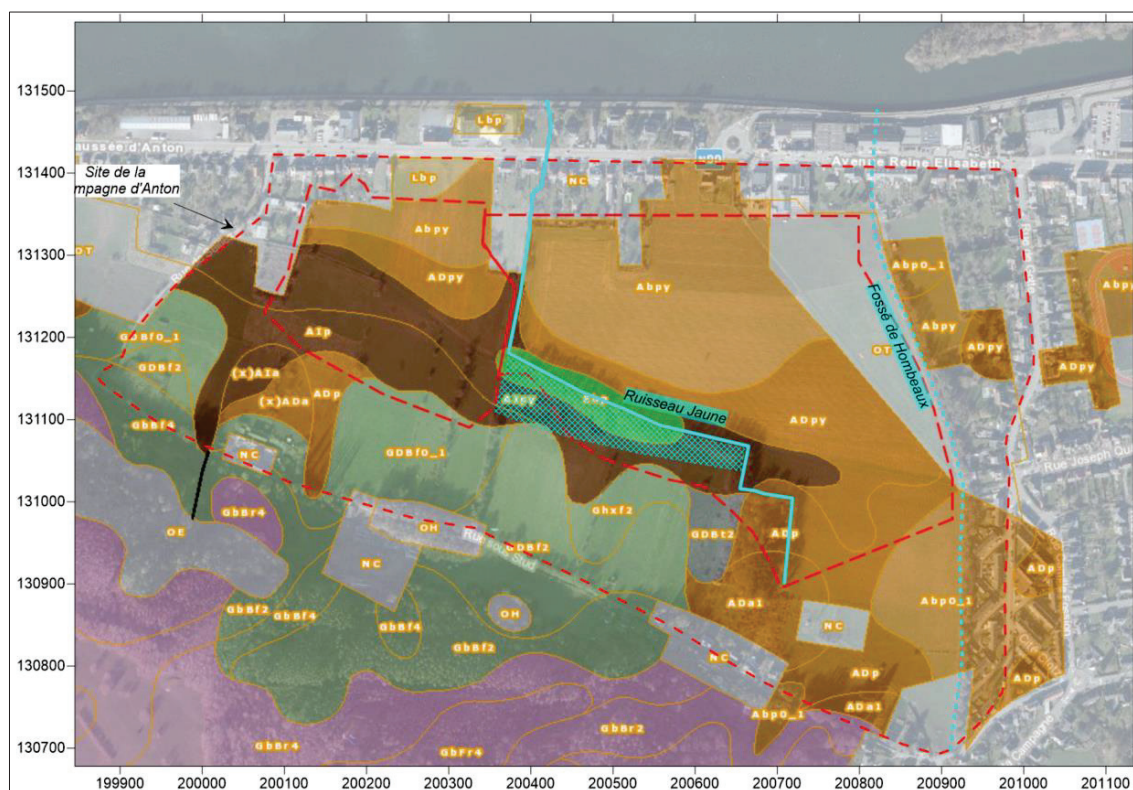 131500
131400
131300
131200
131100
131000
130900
130800
130700
Lbp
aussée d'Anton
Avenue Reine Elisabeth
Site de la
mpagne d'Anton
Lbp
NC
Abpy
OT
AbpO_1
Abpy
ADpy
Abpy
Abpy
ADpy
ADpy
Fossé de Hombeaux
OT
GDBfO_1
GDBf2
AIp
(x)AIa
(x)ADa
ADp
Ruisseau Jaune
ADpy
GbBf4
NC
GDBfO_1
Ghxf2
GDBt2
ADp
GbBr4
OE
OH
Rue sous Stud
GDBf2
NC
ADp
AbpO_1
ADa1
GbBf2
GbBf4
GbBf4
OH
NC
GbBf2
NC
ADp
ADp
ADa1
AbpO_1
GbBr2
GbBr4
GbFr4
199900
200000
200100
200200
200300
200400
200500
200600
200700
200800
200900
201000
201100